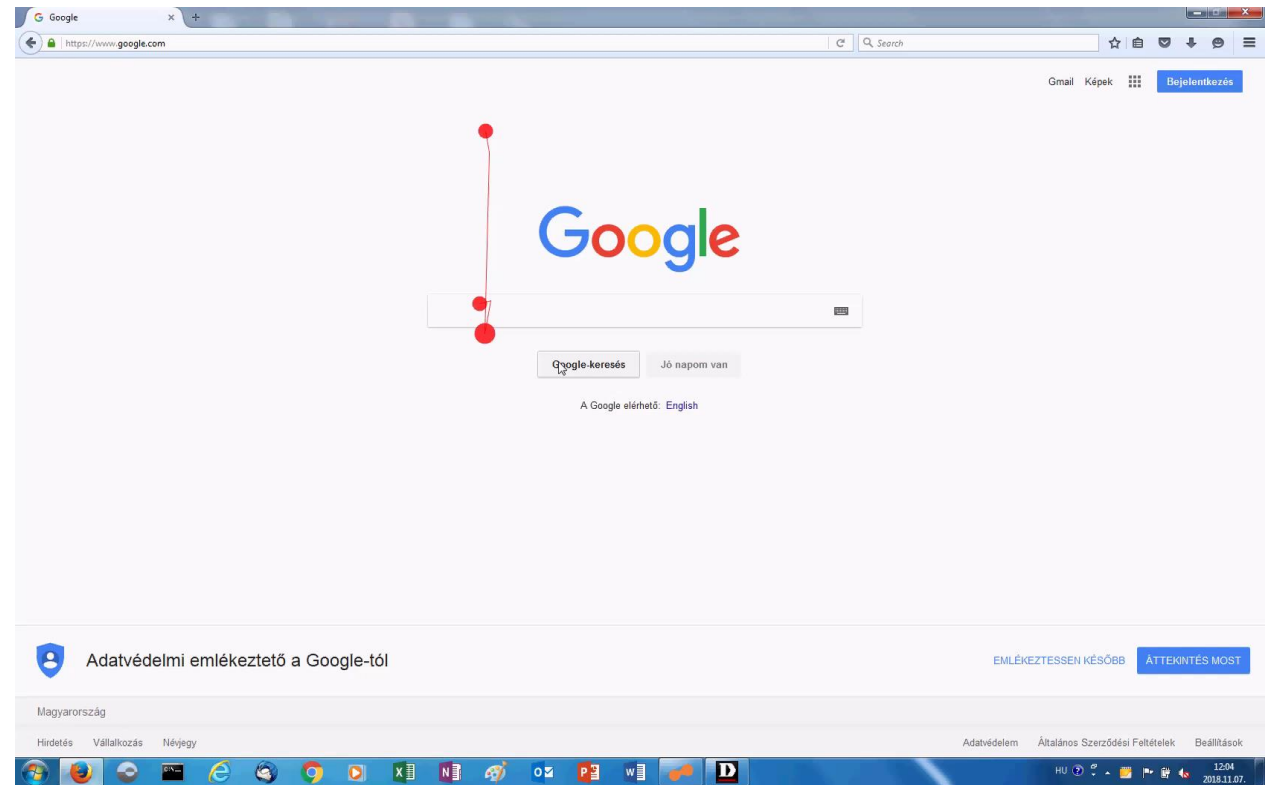 Google
https://www.google.com
Search
Gmail Képek Bejelentkezés
Google
Google-keresés Jó napom van
A Google elérhető: English
Adatvédelmi emlékeztető a Google-tól
EMLÉKEZTESSEN KÉSŐBB ÁTTEKINTÉS MOST
Magyarország
Hirdetés Vállalkozás Névjegy Adatvédelem Általános Szerződési Feltételek Beállítások
HU 12:04
2018.11.07.